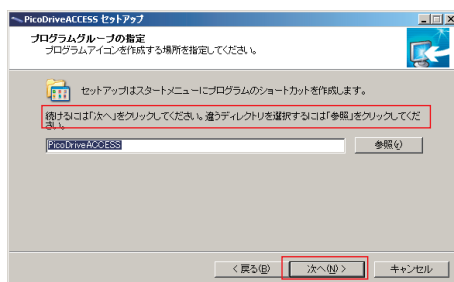 PicoDriveACCESS セットアップ
プログラムグループの指定
プログラムアイコンを作成する場所を指定してください。
セットアップはスタートメニューにプログラムのショートカットを作成します。
続けるには「次へ」をクリックしてください。違うディレクトリを選択するには「参照」をクリックしてくだ
さい。
PicoDriveACCESS
参照(r)
< 戻る(B)
次へ(N) >
キャンセル